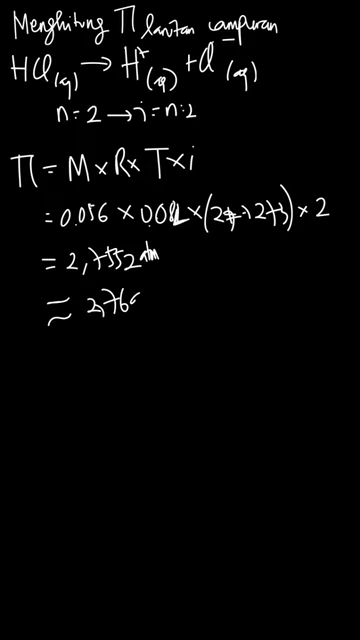 Menghitung Π larutan campuran
HCl (aq) → H⁺ (aq) + Cl⁻ (aq)
n = 2 → i = n = 2
Π = M × R × T × i
= 0.056 × 0.082 × (27+273) × 2
= 2,7552 atm
≈ 2,76